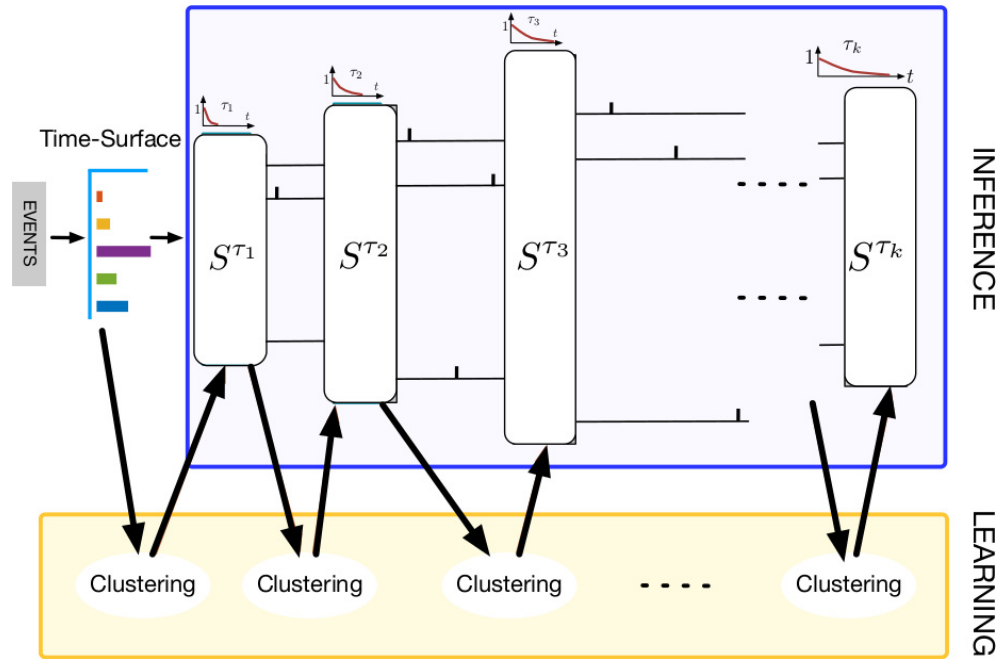 1
τ₃
t
1
τₖ
t
1
τ₂
t
1
τ₁
t
Time-Surface
EVENTS
S^τ₁
S^τ₂
S^τ₃
S^τₖ
INFERENCE
Clustering
Clustering
Clustering
Clustering
LEARNING